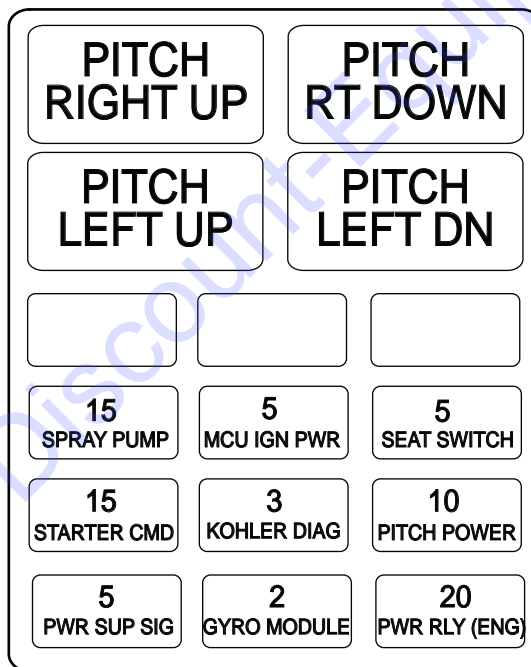 PITCH
RIGHT UP
PITCH
RT DOWN
PITCH
LEFT UP
PITCH
LEFT DN
15
SPRAY PUMP
5
MCU IGN PWR
5
SEAT SWITCH
15
STARTER CMD
3
KOHLER DIAG
10
PITCH POWER
5
PWR SUP SIG
2
GYRO MODULE
20
PWR RLY (ENG)
Discount-Equi